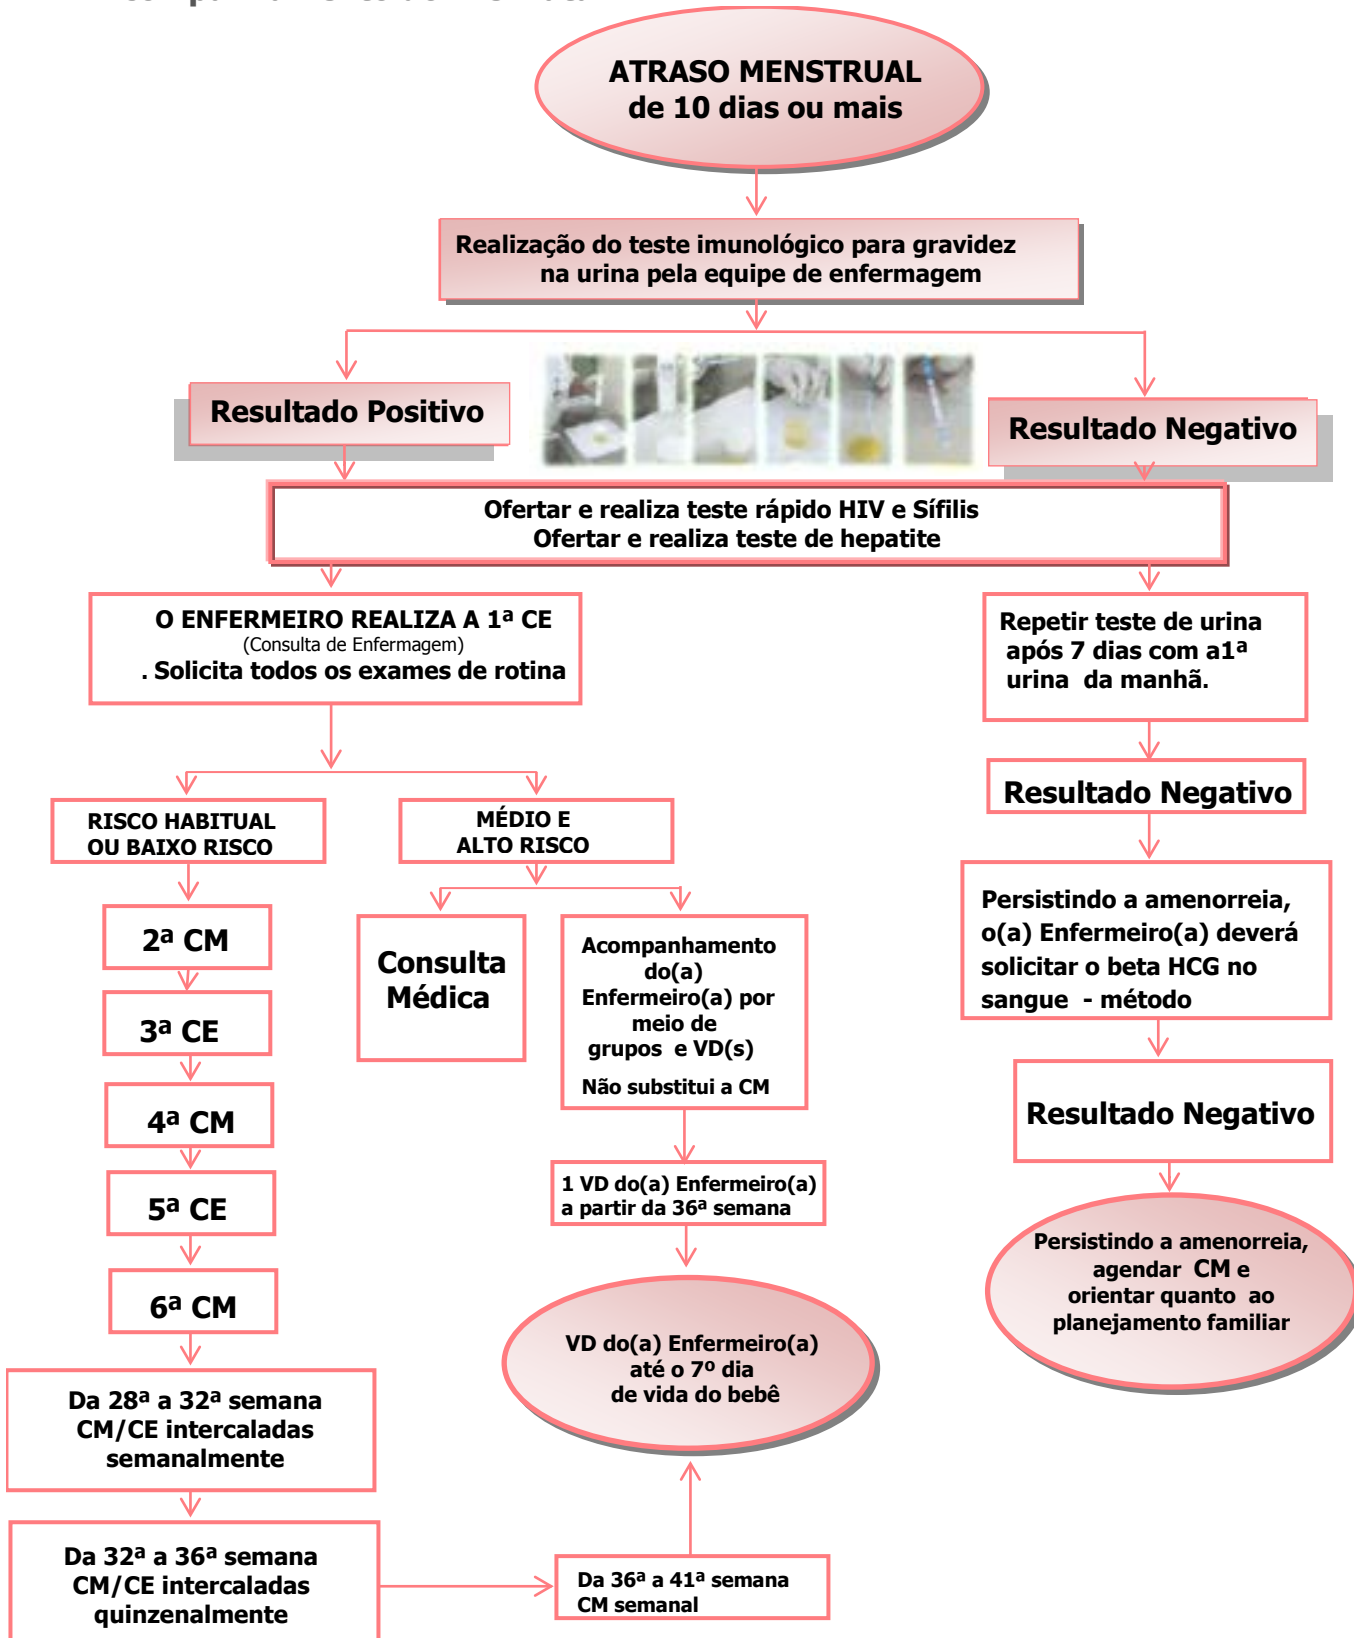 ATRASO MENSTRUAL
de 10 dias ou mais
Realização do teste imunológico para gravidez
na urina pela equipe de enfermagem
Resultado Positivo
Resultado Negativo
Ofertar e realiza teste rápido HIV e Sífilis
Ofertar e realiza teste de hepatite
O ENFERMEIRO REALIZA A 1ª CE
(Consulta de Enfermagem)
. Solicita todos os exames de rotina
Repetir teste de urina
após 7 dias com a1ª
urina da manhã.
Resultado Negativo
RISCO HABITUAL
OU BAIXO RISCO
MÉDIO E
ALTO RISCO
2ª CM
3ª CE
4ª CM
5ª CE
6ª CM
Da 28ª a 32ª semana
CM/CE intercaladas
semanalmente
Da 32ª a 36ª semana
CM/CE intercaladas
quinzenalmente
Consulta
Médica
Acompanhamento
do(a)
Enfermeiro(a) por
meio de
grupos e VD(s)
Não substitui a CM
1 VD do(a) Enfermeiro(a)
a partir da 36ª semana
VD do(a) Enfermeiro(a)
até o 7º dia
de vida do bebê
Da 36ª a 41ª semana
CM semanal
Persistindo a amenorreia,
o(a) Enfermeiro(a) deverá
solicitar o beta HCG no
sangue - método
Resultado Negativo
Persistindo a amenorreia,
agendar CM e
orientar quanto ao
planejamento familiar